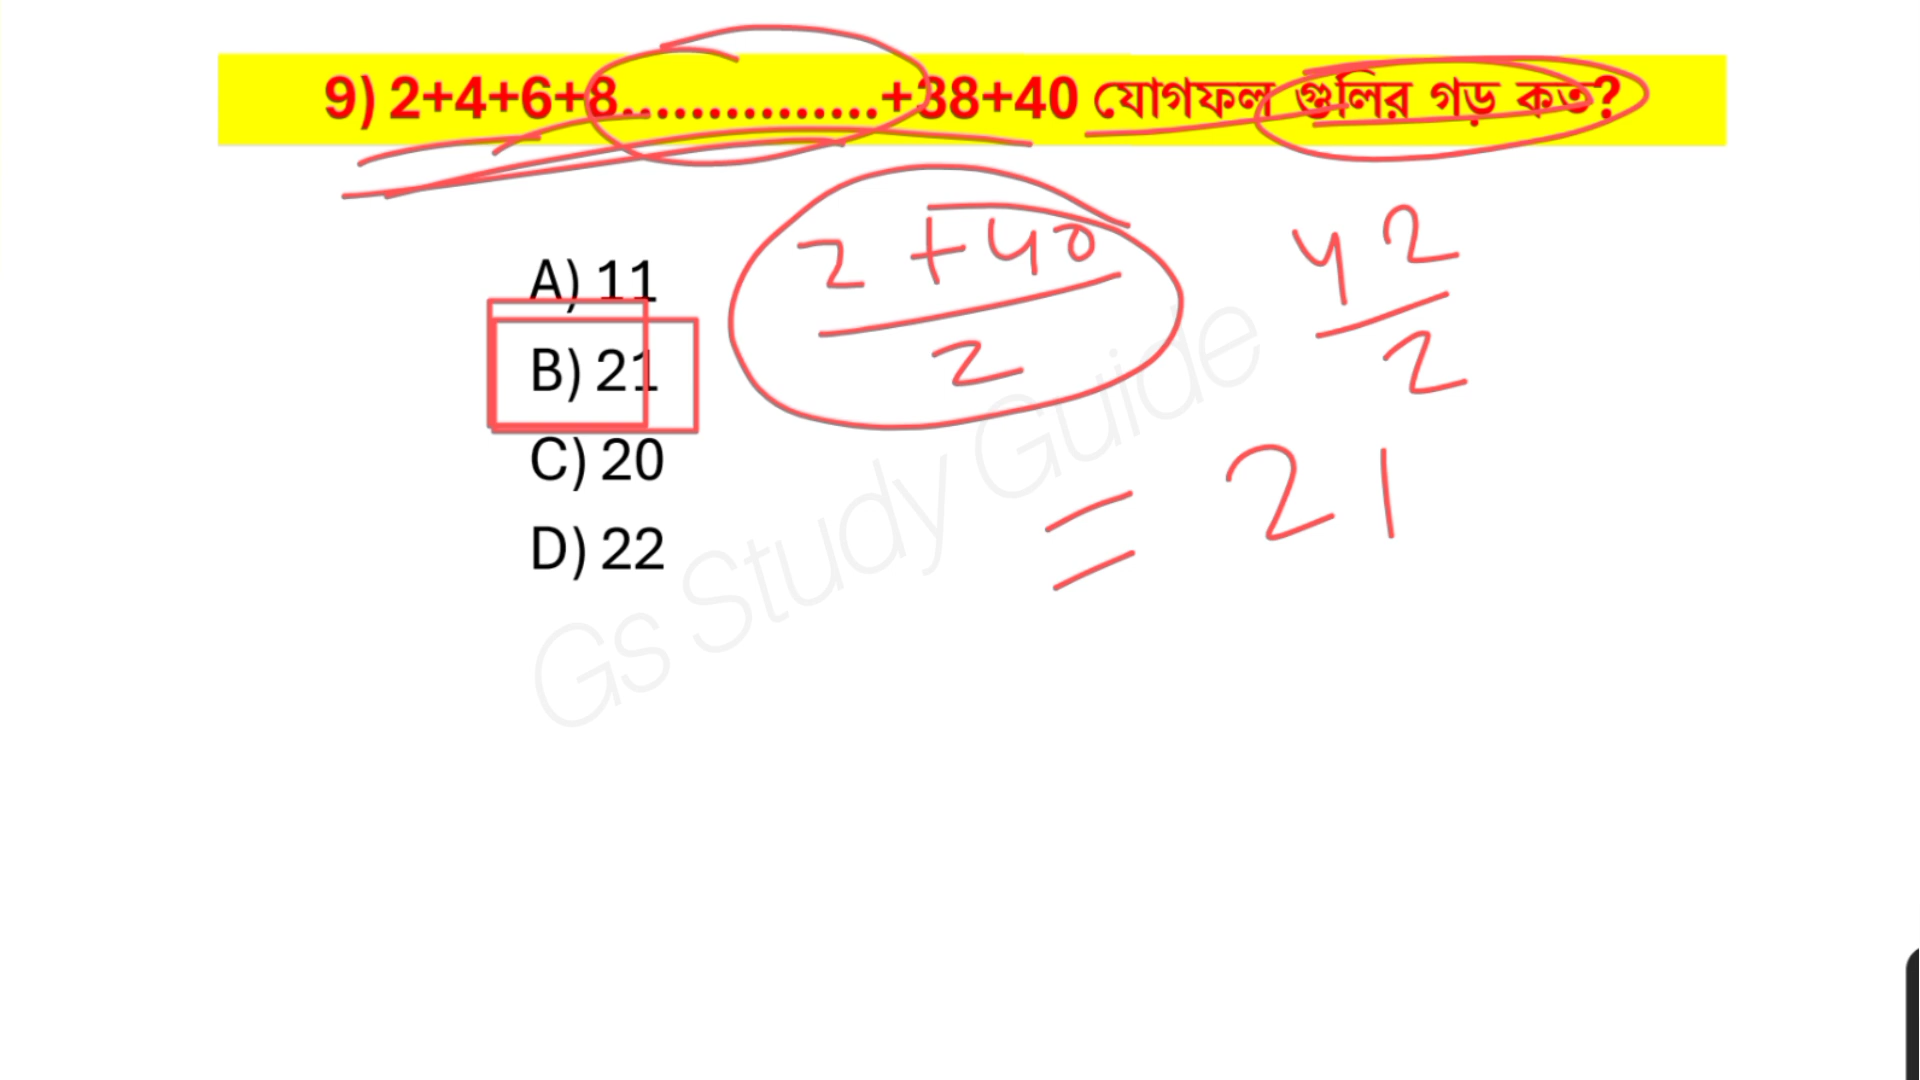 9) 2+4+6+8...............+38+40 যোগফল গুলির গড় কত?
A) 11
B) 21
C) 20
D) 22
2 + 40
2
42
2
= 21
Gs Study Guide